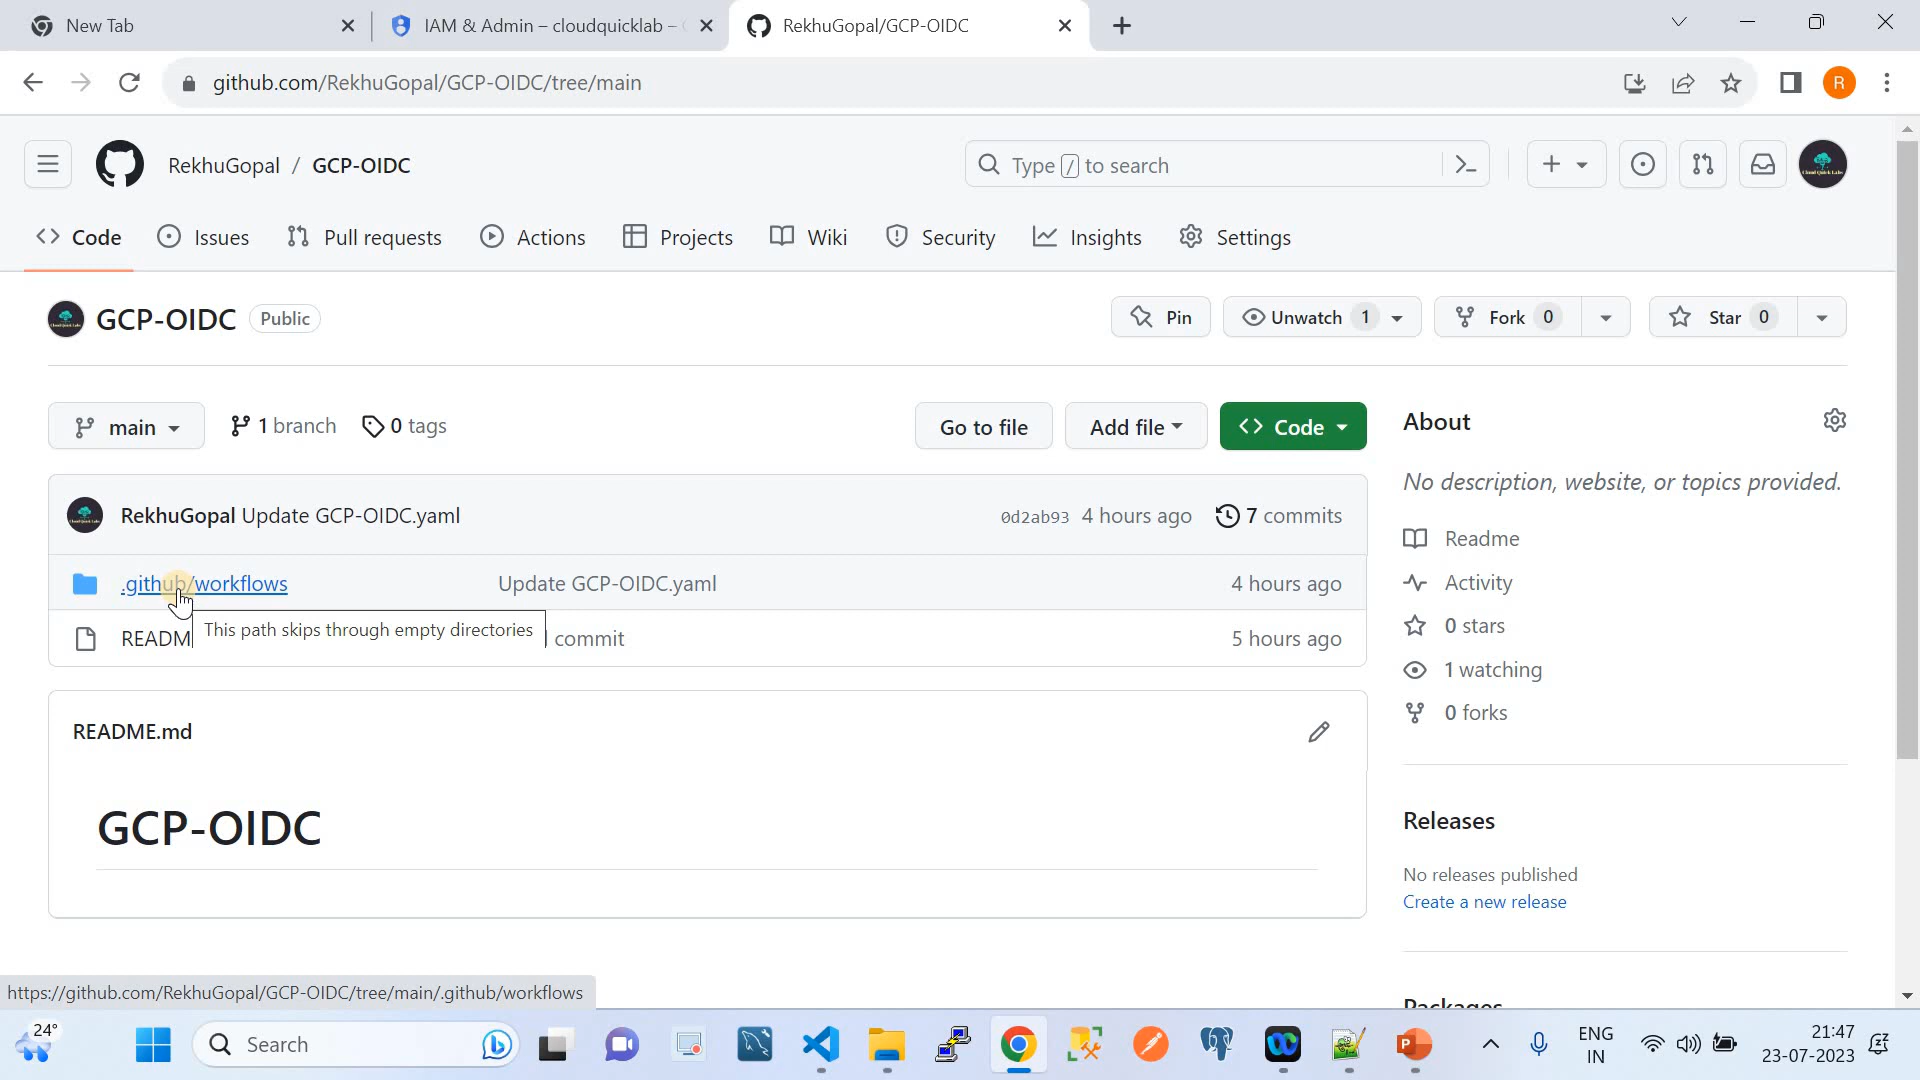 New Tab
IAM & Admin – cloudquicklab –
RekhuGopal/GCP-OIDC
github.com/RekhuGopal/GCP-OIDC/tree/main
R
RekhuGopal / GCP-OIDC
Type / to search
Code
Issues
Pull requests
Actions
Projects
Wiki
Security
Insights
Settings
GCP-OIDC Public
Pin
Unwatch 1
Fork 0
Star 0
main
1 branch
0 tags
Go to file
Add file
Code
RekhuGopal Update GCP-OIDC.yaml
0d2ab93 4 hours ago
7 commits
.github/workflows
Update GCP-OIDC.yaml
4 hours ago
READM
This path skips through empty directories
commit
5 hours ago
README.md
GCP-OIDC
About
No description, website, or topics provided.
Readme
Activity
0 stars
1 watching
0 forks
Releases
No releases published
Create a new release
Packages
https://github.com/RekhuGopal/GCP-OIDC/tree/main/.github/workflows
24°
Search
ENG
IN
21:47
23-07-2023